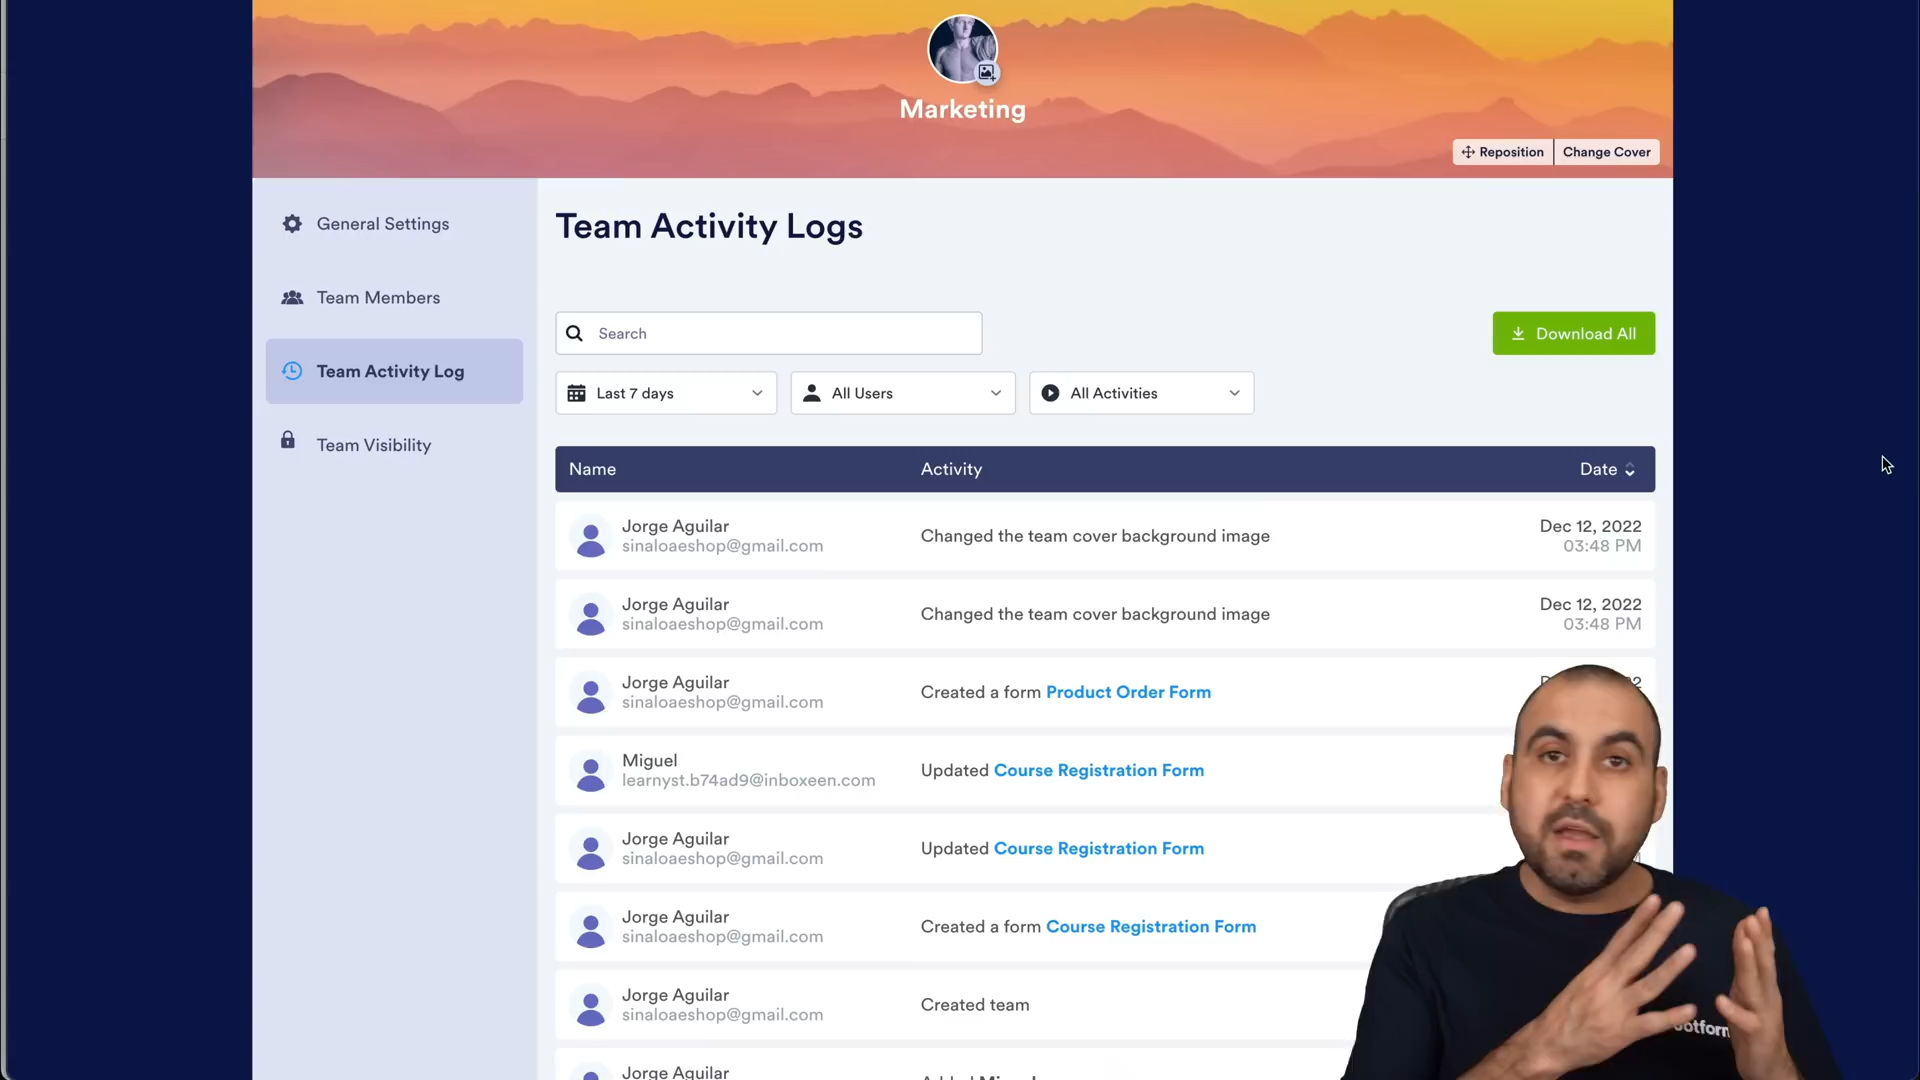 Marketing
Reposition
Change Cover
General Settings
Team Members
Team Activity Log
Team Visibility
Team Activity Logs
Search
Download All
Last 7 days
All Users
All Activities
Name Activity Date
Jorge Aguilar
sinaloaeshop@gmail.com
Changed the team cover background image
Dec 12, 2022
03:48 PM
Jorge Aguilar
sinaloaeshop@gmail.com
Changed the team cover background image
Dec 12, 2022
03:48 PM
Jorge Aguilar
sinaloaeshop@gmail.com
Created a form Product Order Form
Miguel
learnyst.b74ad9@inboxeen.com
Updated Course Registration Form
Jorge Aguilar
sinaloaeshop@gmail.com
Updated Course Registration Form
Jorge Aguilar
sinaloaeshop@gmail.com
Created a form Course Registration Form
Jorge Aguilar
sinaloaeshop@gmail.com
Created team
Jorge Aguilar